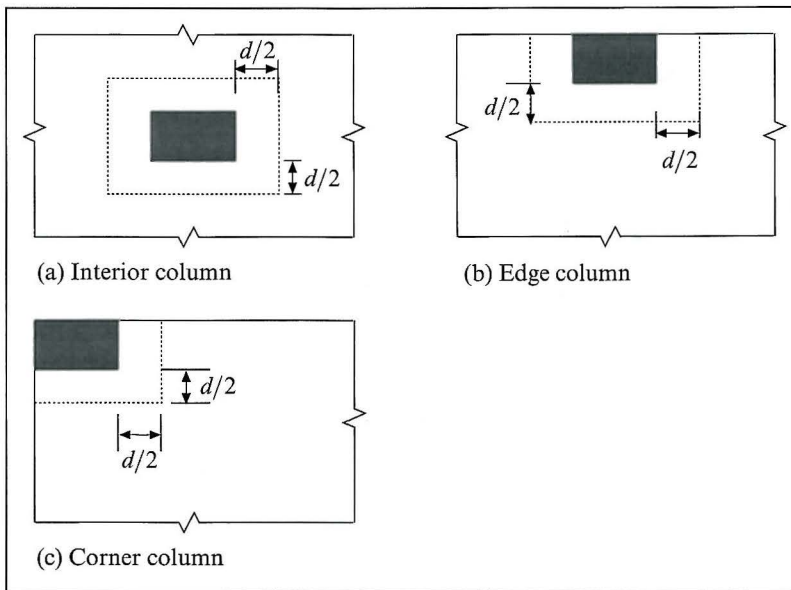 d/2
d/2
(a) Interior column
d/2
d/2
(b) Edge column
d/2
d/2
(c) Corner column